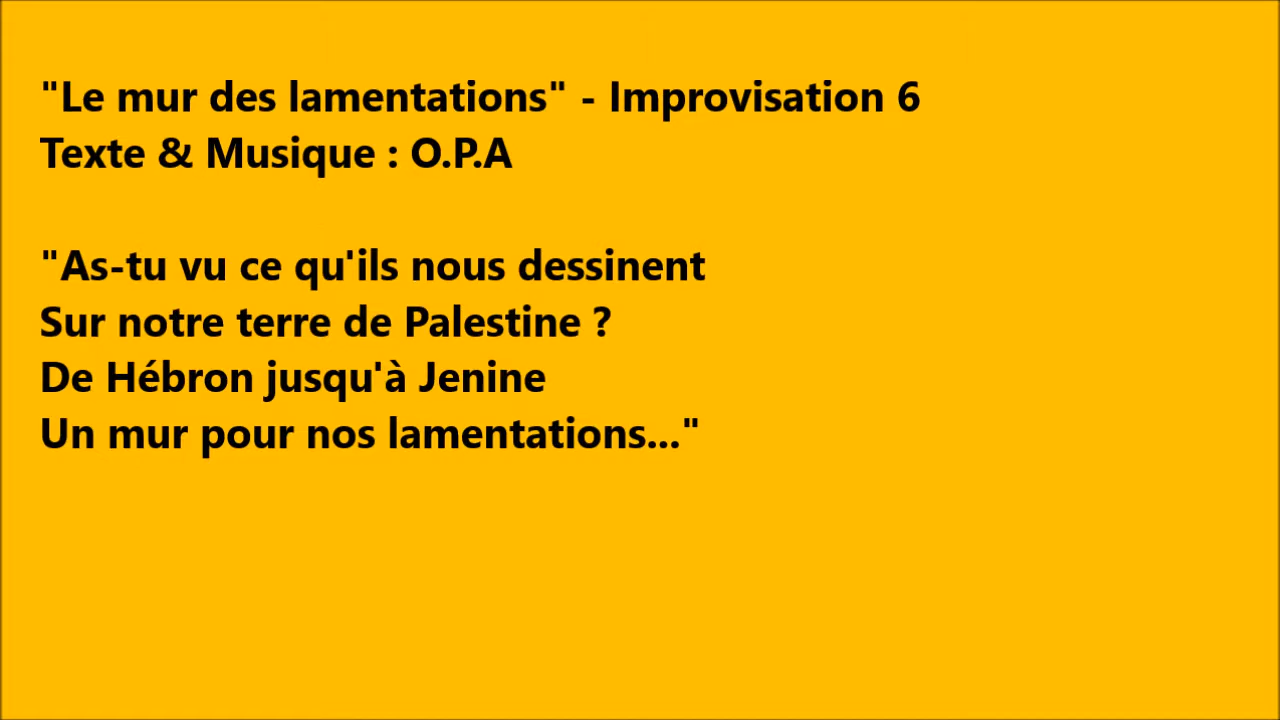 "Le mur des lamentations" - Improvisation 6
Texte & Musique : O.P.A
"As-tu vu ce qu'ils nous dessinent
Sur notre terre de Palestine ?
De Hébron jusqu'à Jenine
Un mur pour nos lamentations..."